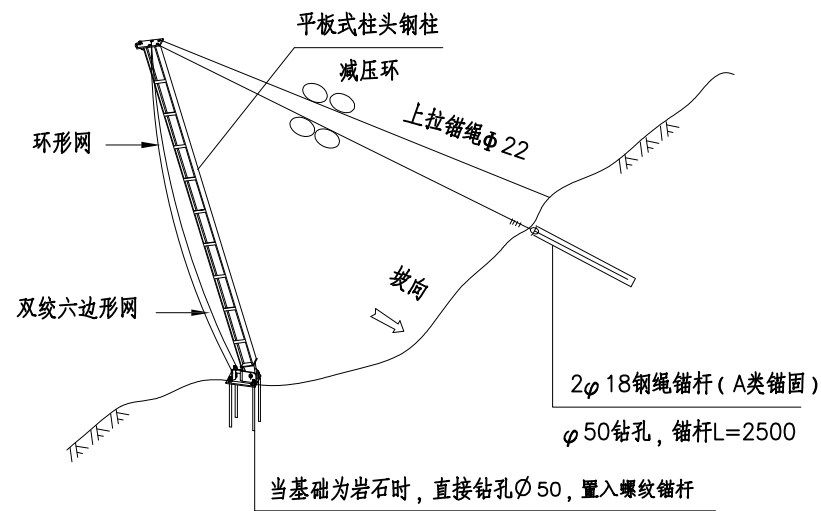 平板式柱头钢柱
减压环
上拉锚绳Φ22
环形网
坡向
双绞六边形网
2φ18钢绳锚杆(A类锚固)
φ50钻孔,锚杆L=2500
当基础为岩石时,直接钻孔∅50,置入螺纹锚杆